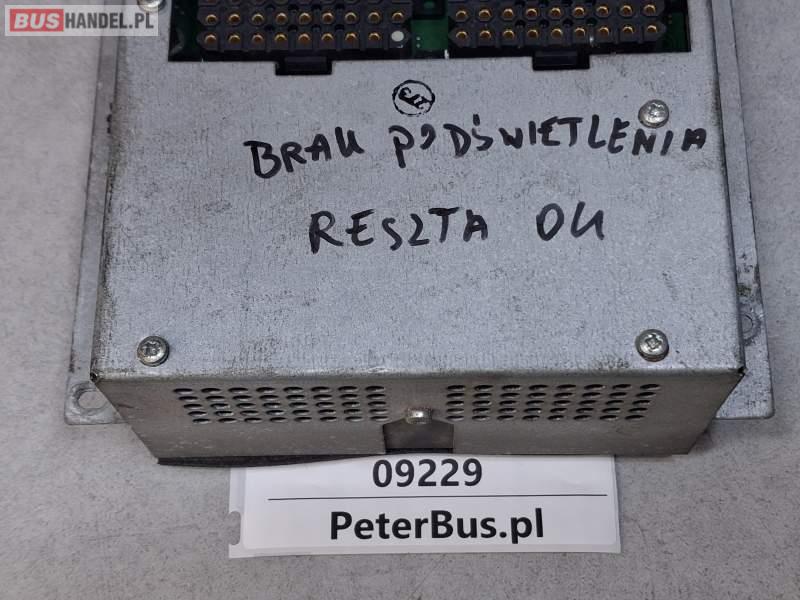 BUSHANDEL.PL
BRAK PODŚWIETLENIA
RESZTA OK
09229
PeterBus.pl